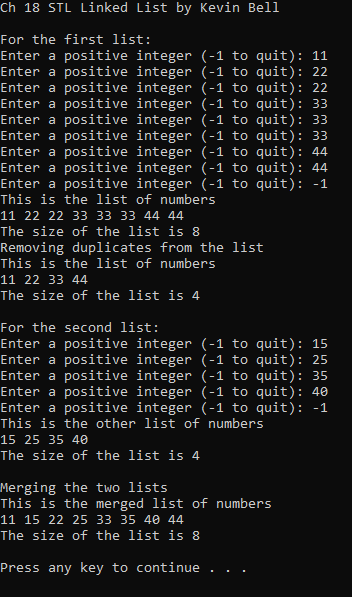 Ch 18 STL Linked List by Kevin Bell
For the first list:
Enter a positive integer (-1 to quit): 11
Enter a positive integer (-1 to quit): 22
Enter a positive integer (-1 to quit): 22
Enter a positive integer (-1 to quit): 33
Enter a positive integer (-1 to quit): 33
Enter a positive integer (-1 to quit): 33
Enter a positive integer (-1 to quit): 44
Enter a positive integer (-1 to quit): 44
Enter a positive integer (-1 to quit): -1
This is the list of numbers
11 22 22 33 33 33 44 44
The size of the list is 8
Removing duplicates from the list
This is the list of numbers
11 22 33 44
The size of the list is 4
For the second list:
Enter a positive integer (-1 to quit): 15
Enter a positive integer (-1 to quit): 25
Enter a positive integer (-1 to quit): 35
Enter a positive integer (-1 to quit): 40
Enter a positive integer (-1 to quit): -1
This is the other list of numbers
15 25 35 40
The size of the list is 4
Merging the two lists
This is the merged list of numbers
11 15 22 25 33 35 40 44
The size of the list is 8
Press any key to continue . . .